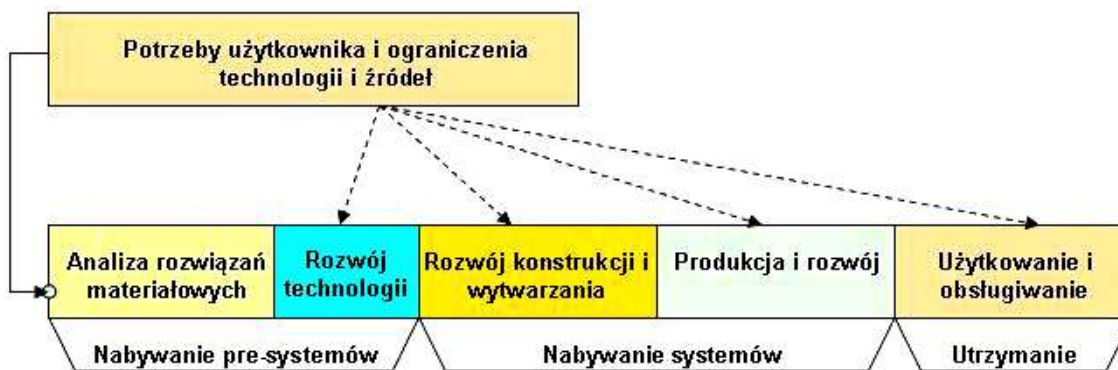 Potrzeby użytkownika i ograniczenia
technologii i źródeł
Analiza rozwiązań
materiałowych
Rozwój
technologii
Rozwój konstrukcji i
wytwarzania
Produkcja i rozwój
Użytkowanie i
obsługiwanie
Nabywanie pre-systemów
Nabywanie systemów
Utrzymanie